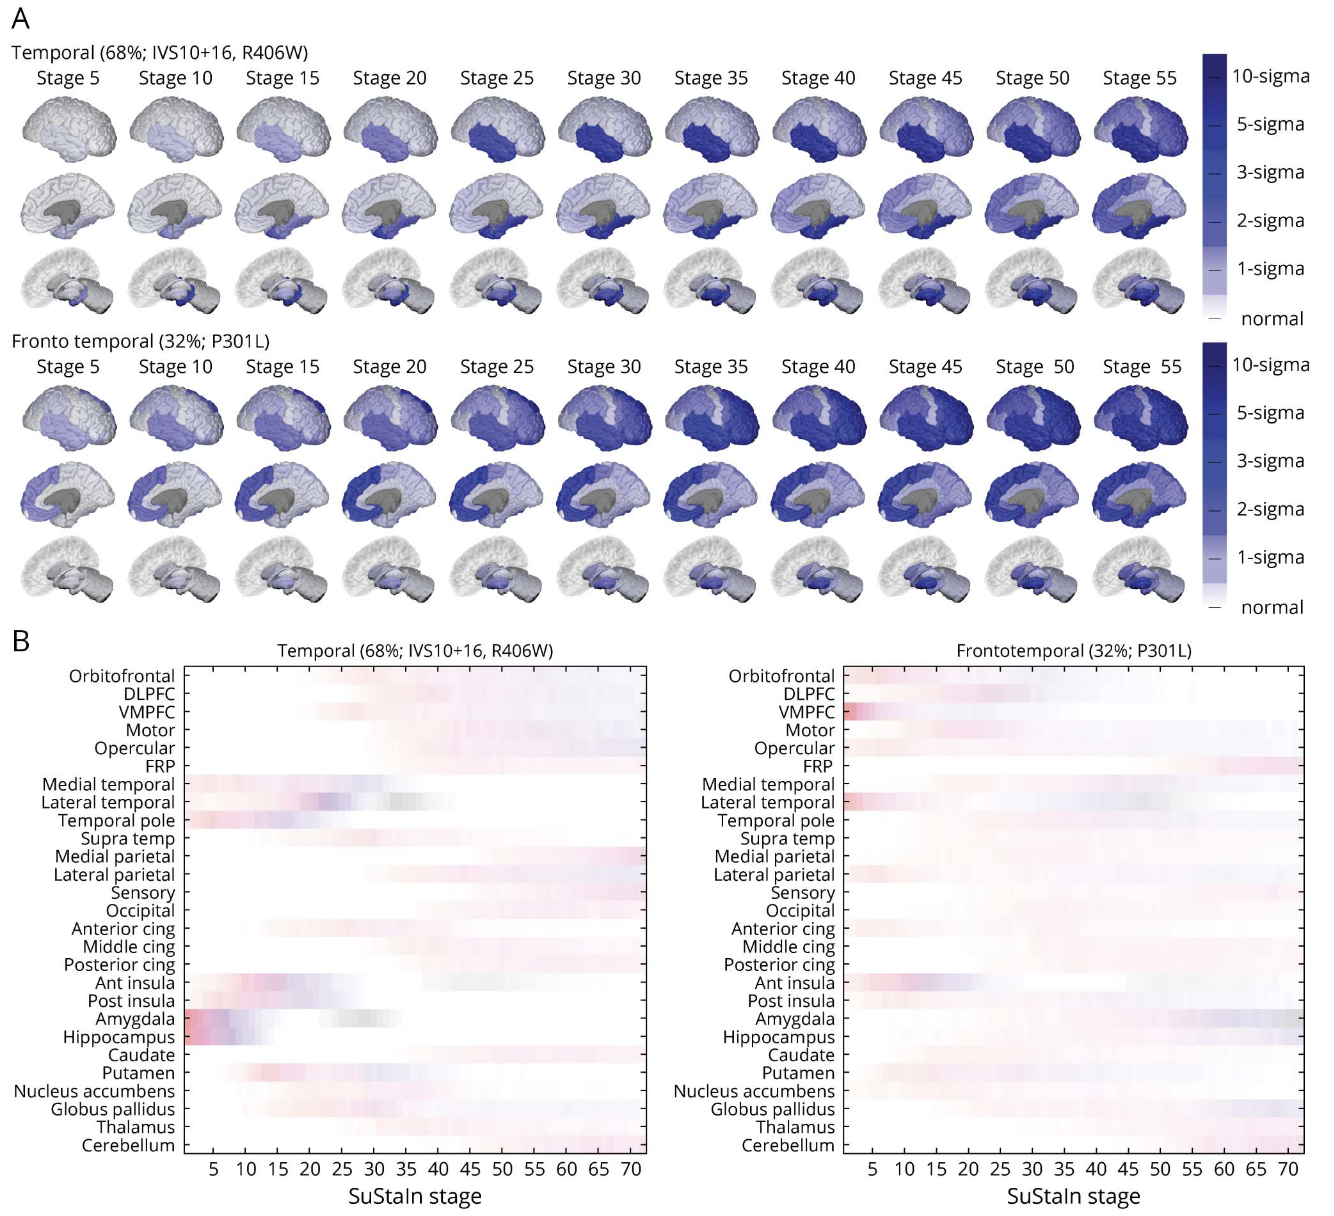 A
Temporal (68%; IVS10+16, R406W)
Stage 5 Stage 10 Stage 15 Stage 20 Stage 25 Stage 30 Stage 35 Stage 40 Stage 45 Stage 50 Stage 55
10-sigma
5-sigma
3-sigma
2-sigma
1-sigma
normal
Fronto temporal (32%; P301L)
Stage 5 Stage 10 Stage 15 Stage 20 Stage 25 Stage 30 Stage 35 Stage 40 Stage 45 Stage 50 Stage 55
10-sigma
5-sigma
3-sigma
2-sigma
1-sigma
normal
B
Temporal (68%; IVS10+16, R406W)
Orbitofrontal
DLPFC
VMPFC
Motor
Opercular
FRP
Medial temporal
Lateral temporal
Temporal pole
Supra temp
Medial parietal
Lateral parietal
Sensory
Occipital
Anterior cing
Middle cing
Posterior cing
Ant insula
Post insula
Amygdala
Hippocampus
Caudate
Putamen
Nucleus accumbens
Globus pallidus
Thalamus
Cerebellum
5 10 15 20 25 30 35 40 45 50 55 60 65 70
SuStaIn stage
Frontotemporal (32%; P301L)
Orbitofrontal
DLPFC
VMPFC
Motor
Opercular
FRP
Medial temporal
Lateral temporal
Temporal pole
Supra temp
Medial parietal
Lateral parietal
Sensory
Occipital
Anterior cing
Middle cing
Posterior cing
Ant insula
Post insula
Amygdala
Hippocampus
Caudate
Putamen
Nucleus accumbens
Globus pallidus
Thalamus
Cerebellum
5 10 15 20 25 30 35 40 45 50 55 60 65 70
SuStaIn stage